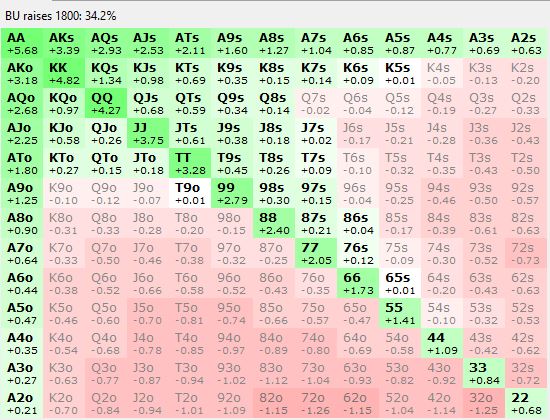 BU raises 1800: 34.2%
AA AKs AQs AJs ATs A9s A8s A7s A6s A5s A4s A3s A2s
+5.68 +3.39 +2.93 +2.53 +2.11 +1.60 +1.27 +1.04 +0.85 +0.87 +0.77 +0.69 +0.63
AKo KK KQs KJs KTs K9s K8s K7s K6s K5s K4s K3s K2s
+3.18 +4.82 +1.34 +0.98 +0.69 +0.35 +0.15 +0.14 +0.09 +0.01 -0.05 -0.13 -0.20
AQo KQo QQ QJs QTs Q9s Q8s Q7s Q6s Q5s Q4s Q3s Q2s
+2.68 +0.97 +4.27 +0.68 +0.59 +0.34 +0.14 -0.02 -0.04 -0.12 -0.19 -0.27 -0.33
AJo KJo QJo JJ JTs J9s J8s J7s J6s J5s J4s J3s J2s
+2.25 +0.58 +0.26 +3.75 +0.61 +0.38 +0.18 +0.02 -0.17 -0.21 -0.28 -0.36 -0.43
ATo KTo QTo JTo TT T9s T8s T7s T6s T5s T4s T3s T2s
+1.80 +0.27 +0.15 +0.18 +3.28 +0.45 +0.26 +0.09 -0.10 -0.32 -0.35 -0.43 -0.50
A9o K9o Q9o J9o T9o 99 98s 97s 96s 95s 94s 93s 92s
+1.25 -0.10 -0.12 -0.07 +0.01 +2.79 +0.30 +0.15 -0.04 -0.25 -0.46 -0.50 -0.57
A8o K8o Q8o J8o T8o 98o 88 87s 86s 85s 84s 83s 82s
+0.90 -0.31 -0.33 -0.28 -0.20 -0.15 +2.40 +0.21 +0.04 -0.17 -0.39 -0.61 -0.63
A7o K7o Q7o J7o T7o 97o 87o 77 76s 75s 74s 73s 72s
+0.64 -0.33 -0.50 -0.46 -0.38 -0.32 -0.25 +2.05 +0.12 -0.09 -0.30 -0.52 -0.73
A6o K6o Q6o J6o T6o 96o 86o 76o 66 65s 64s 63s 62s
+0.44 -0.38 -0.52 -0.66 -0.58 -0.52 -0.43 -0.35 +1.73 +0.01 -0.20 -0.43 -0.63
A5o K5o Q5o J5o T5o 95o 85o 75o 65o 55 54s 53s 52s
+0.47 -0.46 -0.60 -0.70 -0.81 -0.74 -0.66 -0.57 -0.47 +1.41 -0.10 -0.32 -0.53
A4o K4o Q4o J4o T4o 94o 84o 74o 64o 54o 44 43s 42s
+0.35 -0.54 -0.68 -0.78 -0.85 -0.97 -0.89 -0.80 -0.69 -0.58 +1.09 -0.42 -0.62
A3o K3o Q3o J3o T3o 93o 83o 73o 63o 53o 43o 33 32s
+0.27 -0.63 -0.77 -0.87 -0.94 -1.02 -1.12 -1.04 -0.93 -0.82 -0.92 +0.84 -0.72
A2o K2o Q2o J2o T2o 92o 82o 72o 62o 52o 42o 32o 22
+0.21 -0.70 -0.84 -0.94 -1.01 -1.09 -1.15 -1.26 -1.15 -1.04 -1.14 -1.25 +0.68